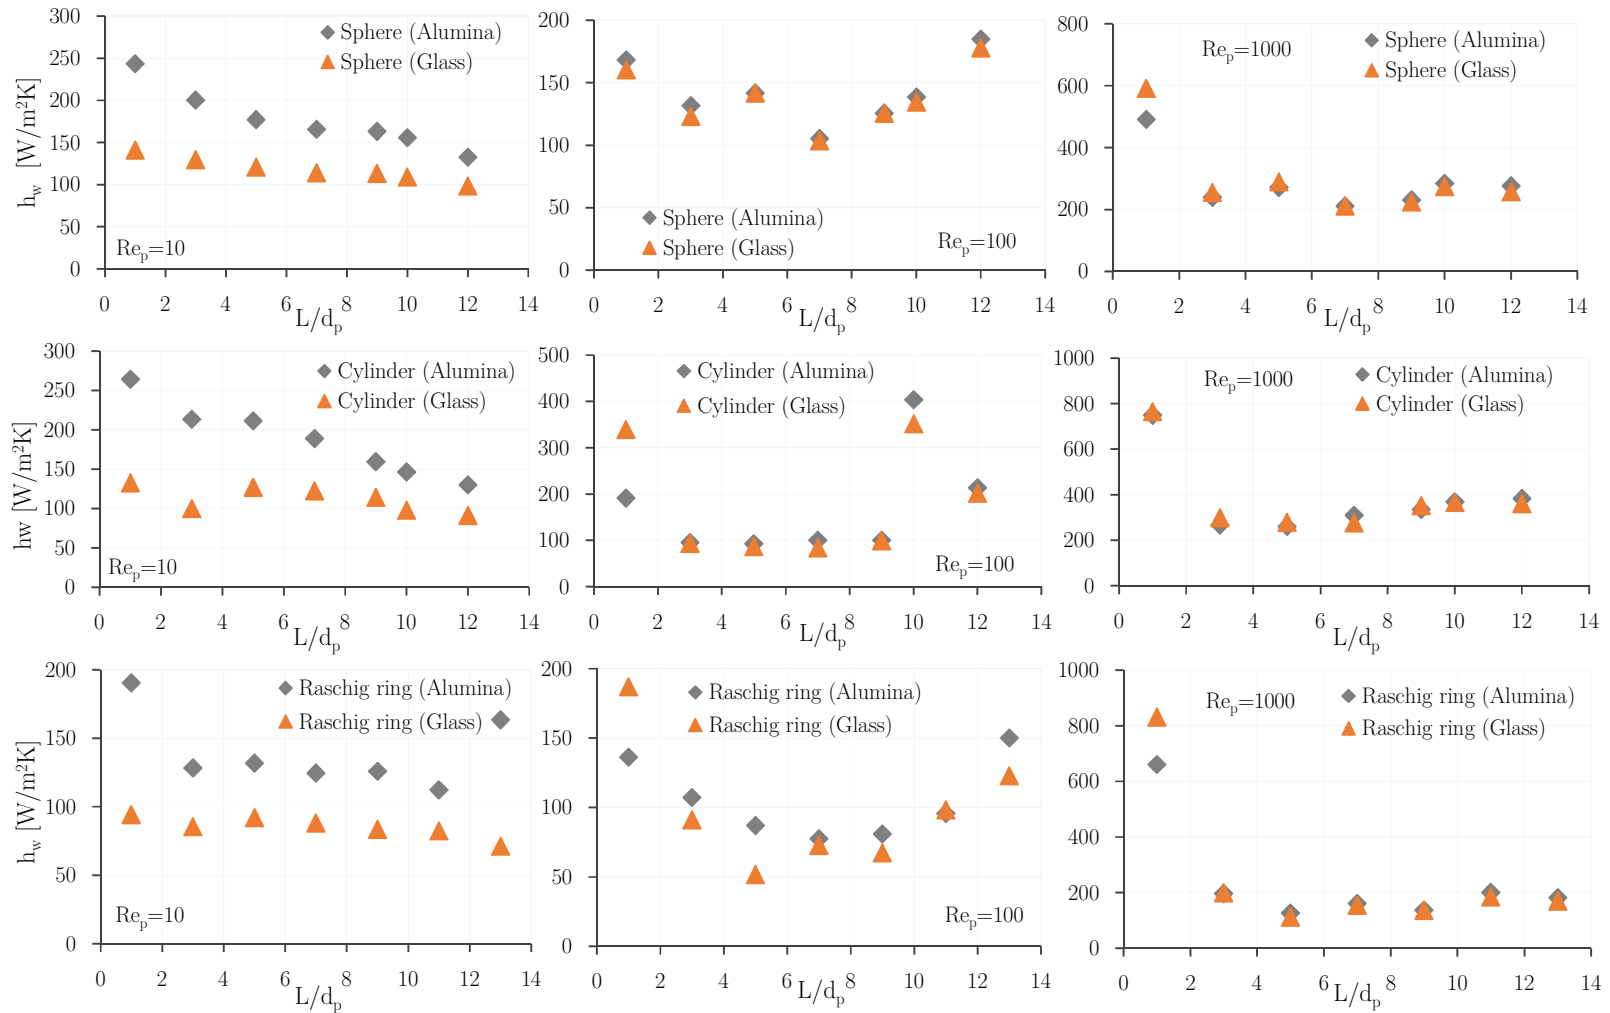 300
250
200
150
100
50
0
h_w [W/m²K]
Sphere (Alumina)
Sphere (Glass)
Re_p=10
0 2 4 6 8 10 12 14
L/d_p
200
150
100
50
0
Sphere (Alumina)
Sphere (Glass)
Re_p=100
0 2 4 6 8 10 12 14
L/d_p
800
600
400
200
0
Re_p=1000
Sphere (Alumina)
Sphere (Glass)
0 2 4 6 8 10 12 14
L/d_p
300
250
200
150
100
50
0
hw [W/m²K]
Cylinder (Alumina)
Cylinder (Glass)
Re_p=10
0 2 4 6 8 10 12 14
L/d_p
500
400
300
200
100
0
Cylinder (Alumina)
Cylinder (Glass)
Re_p=100
0 2 4 6 8 10 12 14
L/d_p
1000
800
600
400
200
0
Re_p=1000
Cylinder (Alumina)
Cylinder (Glass)
0 2 4 6 8 10 12 14
L/d_p
200
150
100
50
0
h_w [W/m²K]
Raschig ring (Alumina)
Raschig ring (Glass)
Re_p=10
0 2 4 6 8 10 12 14
L/d_p
200
150
100
50
0
Raschig ring (Alumina)
Raschig ring (Glass)
Re_p=100
0 2 4 6 8 10 12 14
L/d_p
1000
800
600
400
200
0
Re_p=1000
Raschig ring (Alumina)
Raschig ring (Glass)
0 2 4 6 8 10 12 14
L/d_p